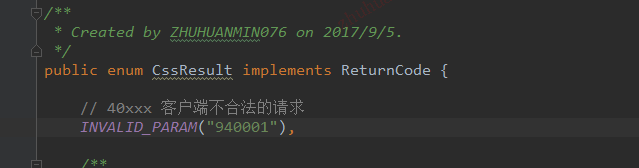 /**
* Created by ZHUHUANMIN076 on 2017/9/5.
*/
public enum CssResult implements ReturnCode {
// 40xxx 客户端不合法的请求
INVALID_PARAM("940001"),
/**